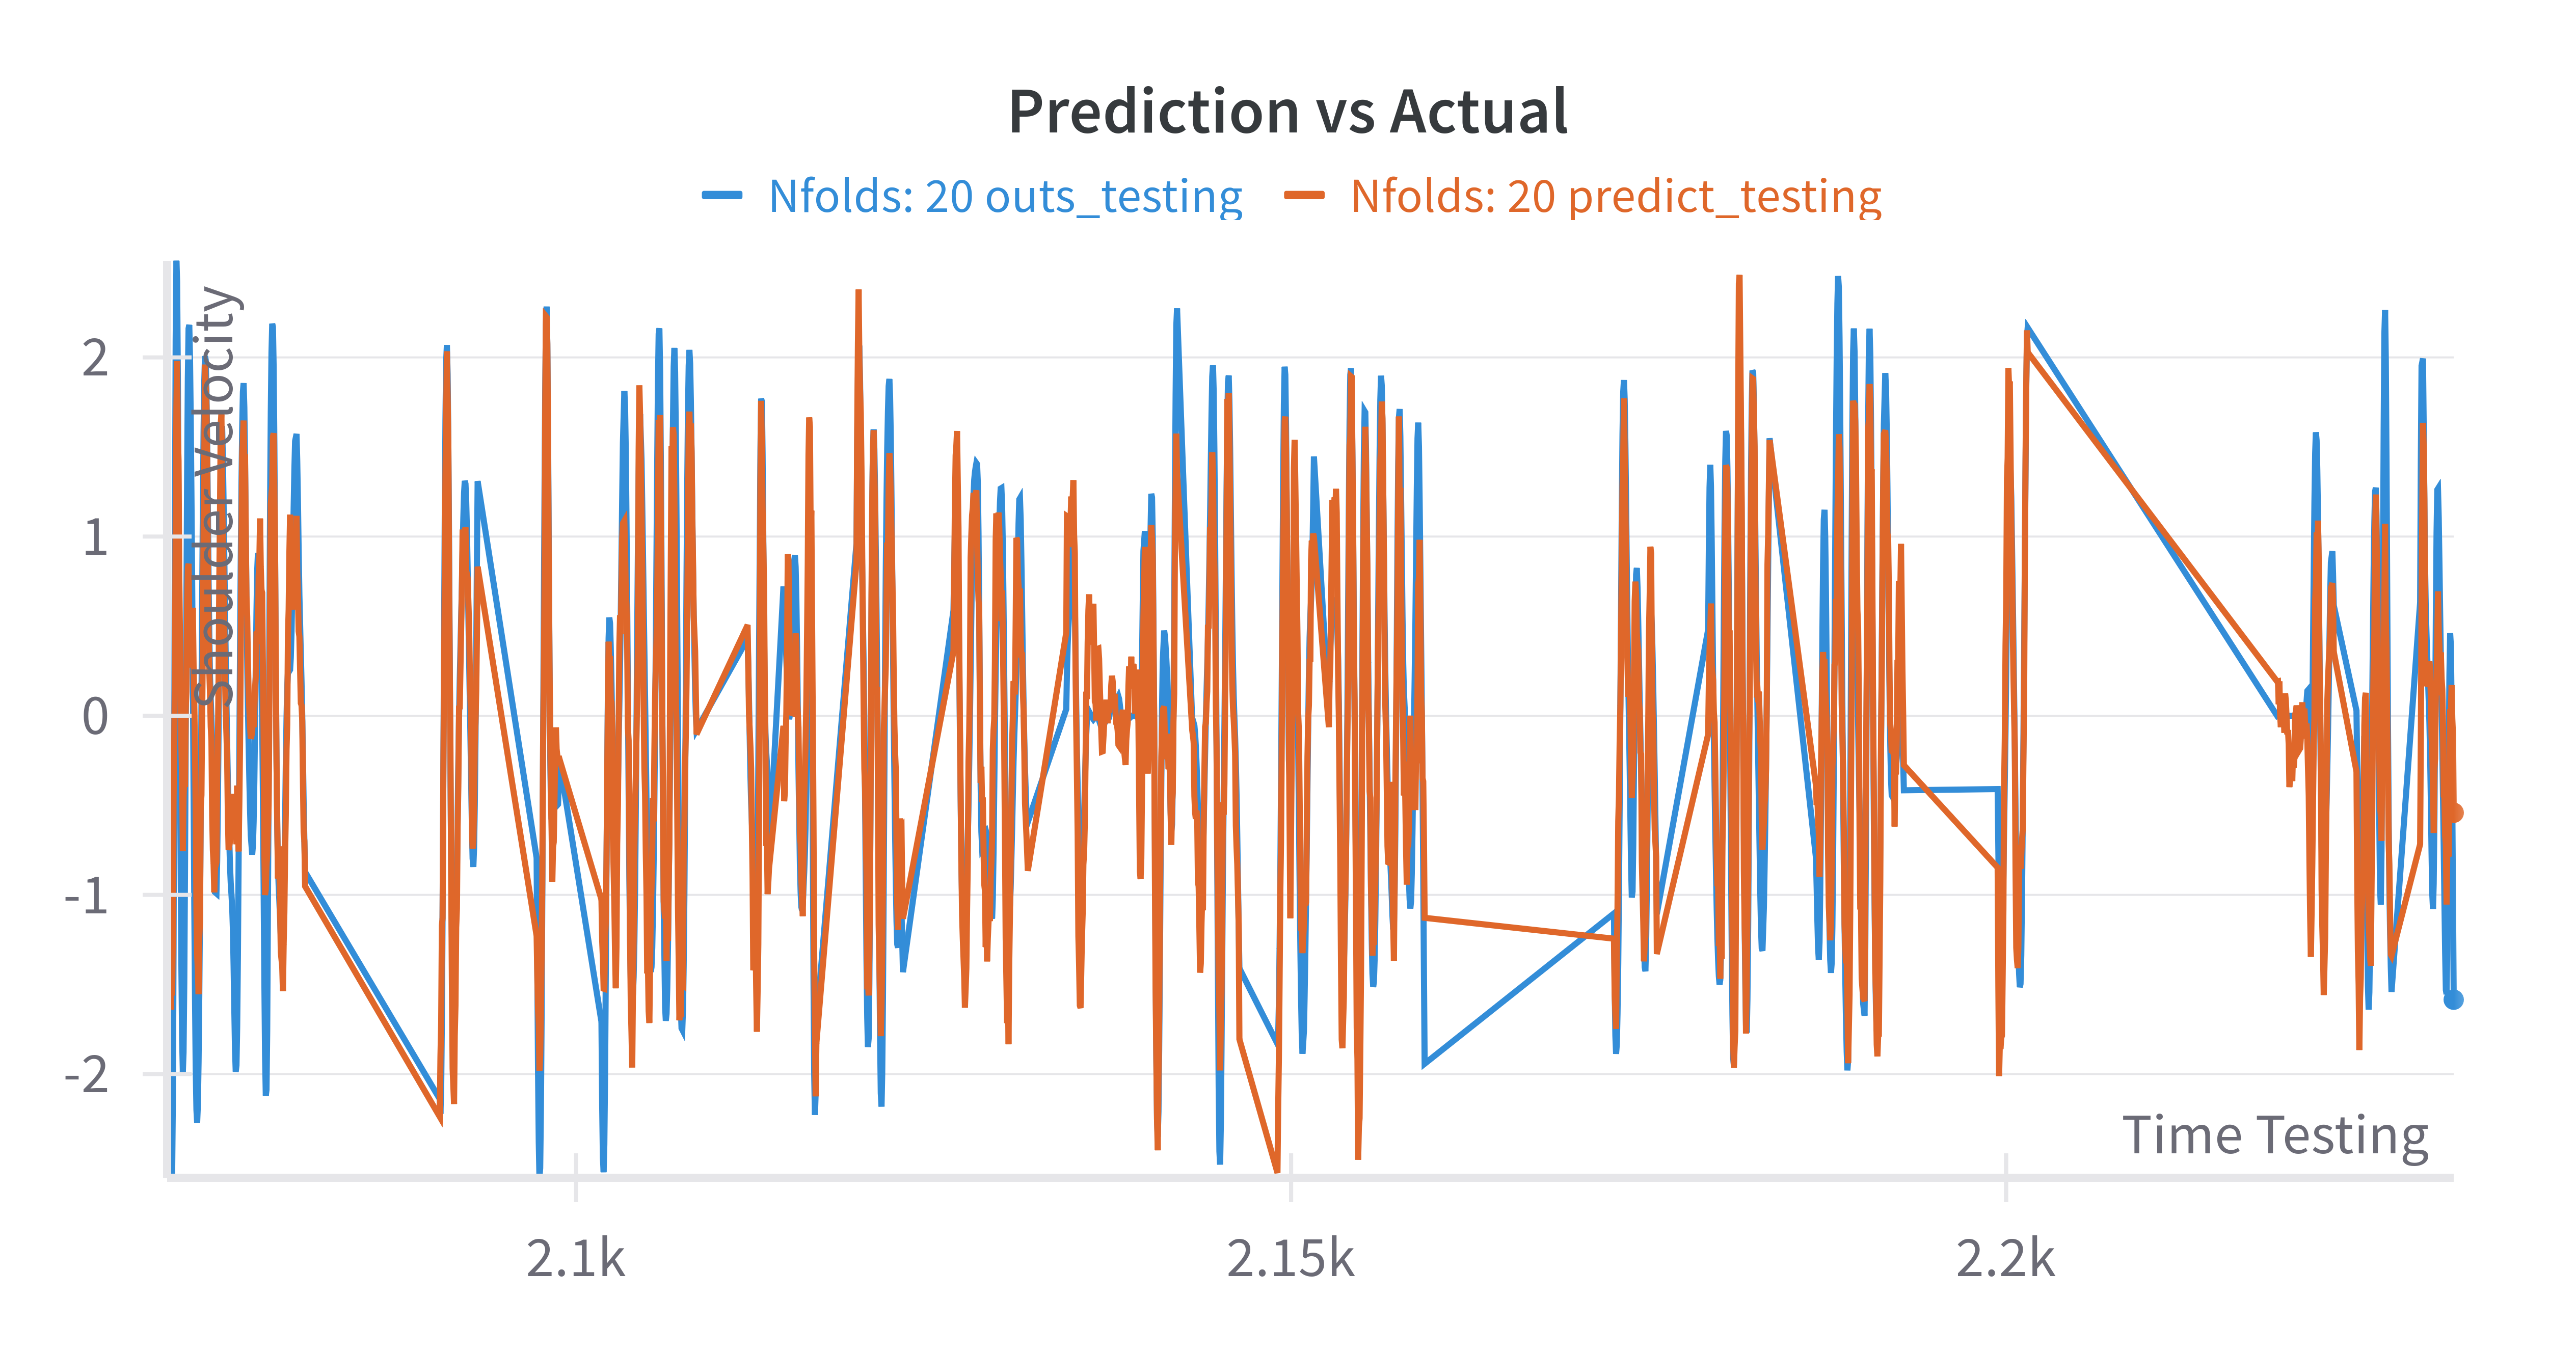 Prediction vs Actual
Nfolds: 20 outs_testing Nfolds: 20 predict_testing
Shoulder Velocity
2
1
0
-1
-2
Time Testing
2.1k 2.15k 2.2k